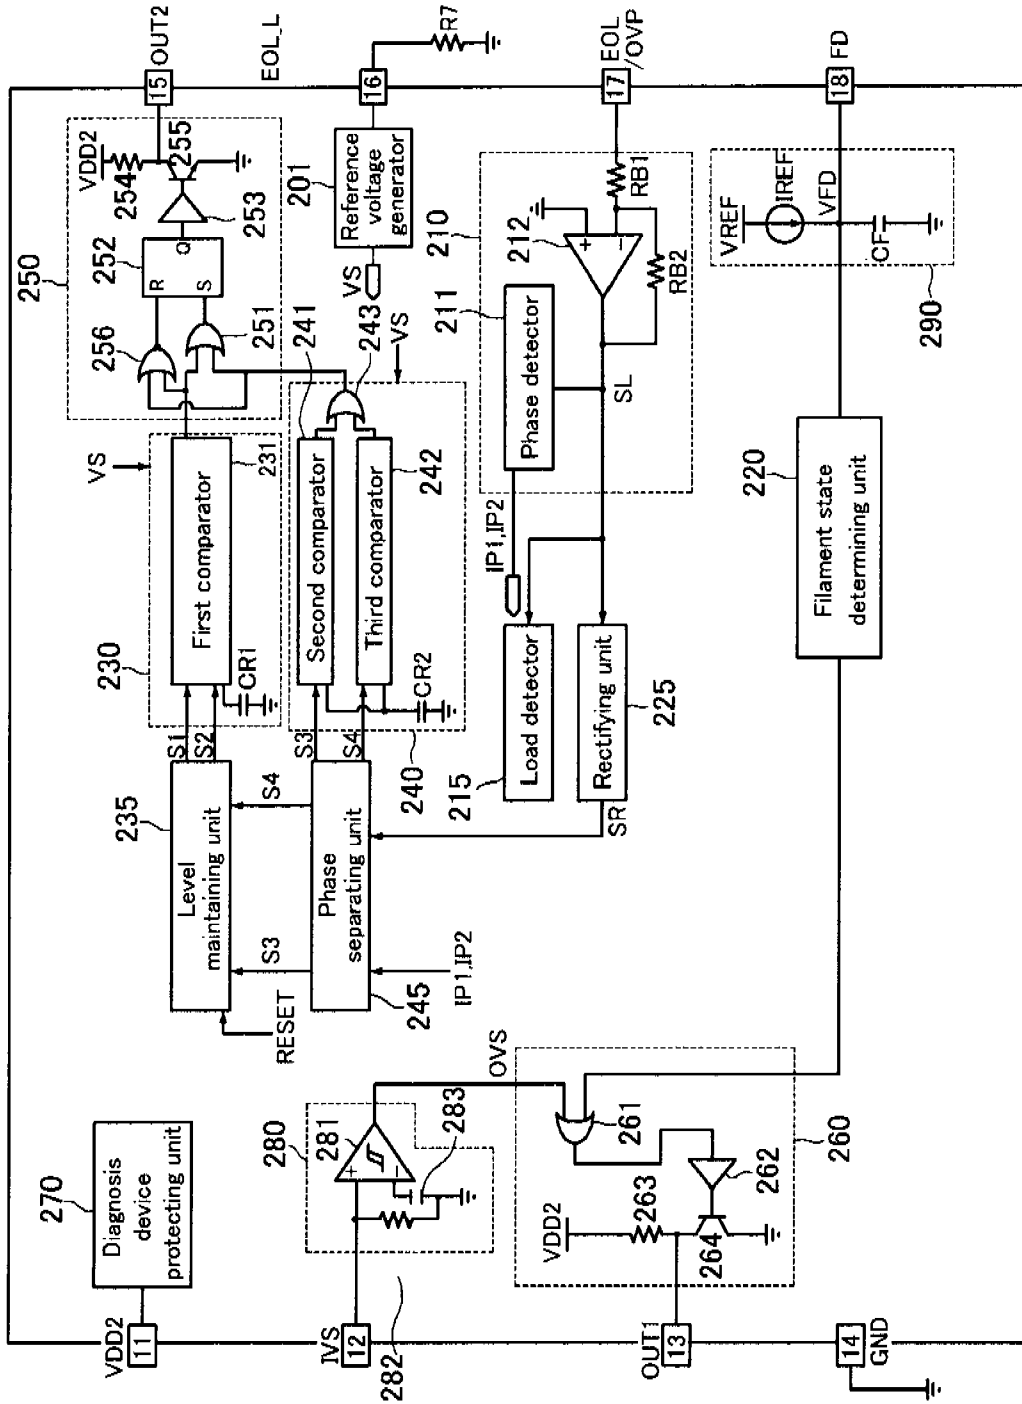 270
Diagnosis
device
protecting unit
VDD2
11
IVS
12
282
280
281
283
OVS
OUT1
13
VDD2
263
264
262
261
260
14
GND
235
Level
maintaining unit
RESET
S3
S4
S1
S2
Phase
separating unit
245
IP1,IP2
S3
S4
SR
230
VS
First comparator
231
CR1
Second comparator
241
Third comparator
242
243
VS
CR2
240
215
Load detector
Rectifying unit
225
IP1,IP2
Filament state
determining unit
220
250
256
251
252
R
S
Q
253
254
255
VDD2
15
OUT2
EOL_L
16
R7
201
Reference
voltage
generator
VS
210
211
Phase detector
212
+
-
RB1
RB2
SL
17
EOL
/OVP
VREF
IREF
VFD
CF
290
18
FD
+
-